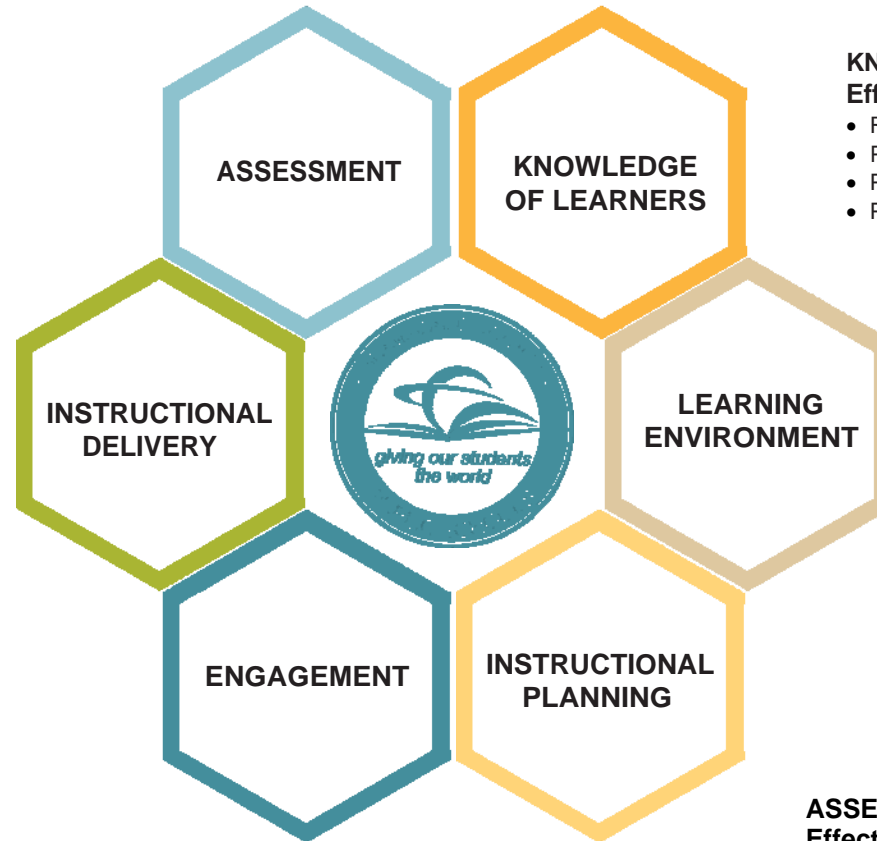 ASSESSMENT
KNOWLEDGE
OF LEARNERS
INSTRUCTIONAL
DELIVERY
giving our students
the world
LEARNING
ENVIRONMENT
ENGAGEMENT
INSTRUCTIONAL
PLANNING